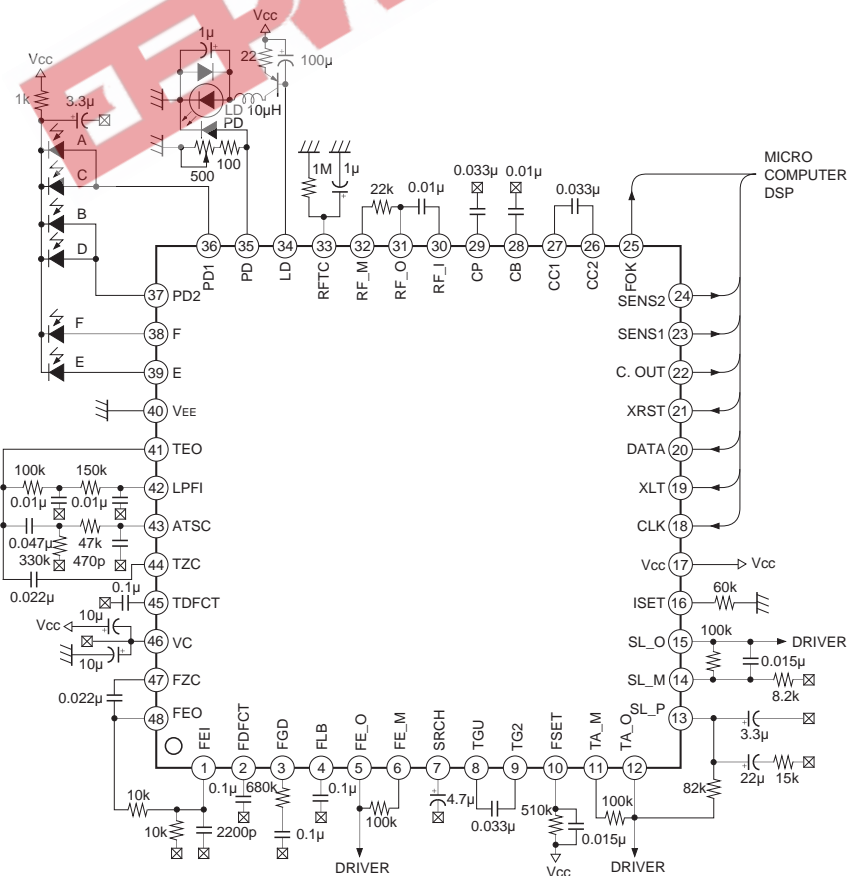 Vcc
1µ
22
100µ
Vcc
1k
3.3µ
LD
10µH
PD
A
C
B
D
F
E
500
100
1M
1µ
22k
0.01µ
0.033µ
0.01µ
0.033µ
MICRO
COMPUTER
DSP
36
35
34
33
32
31
30
29
28
27
26
25
PD1
PD
LD
RFTC
RF_M
RF_O
RF_I
CP
CB
CC1
CC2
FOK
37 PD2
38 F
39 E
40 VEE
41 TEO
42 LPFI
43 ATSC
44 TZC
45 TDFCT
46 VC
47 FZC
48 FEO
SENS2 24
SENS1 23
C. OUT 22
XRST 21
DATA 20
XLT 19
CLK 18
Vcc 17 Vcc
ISET 16 60k
SL_O 15 DRIVER
SL_M 14
SL_P 13
100k
0.015µ
8.2k
3.3µ
22µ 15k
82k
100k 150k
0.01µ 0.01µ
0.047µ 47k
330k 470p
0.022µ
0.1µ
Vcc 10µ
10µ
0.022µ
FEI
FDFCT
FGD
FLB
FE_O
FE_M
SRCH
TGU
TG2
FSET
TA_M
TA_O
1
2
3
4
5
6
7
8
9
10
11
12
10k
10k
2200p
0.1µ
680k
0.1µ
0.1µ
100k
DRIVER
4.7µ
0.033µ
510k
0.015µ
Vcc
100k
DRIVER